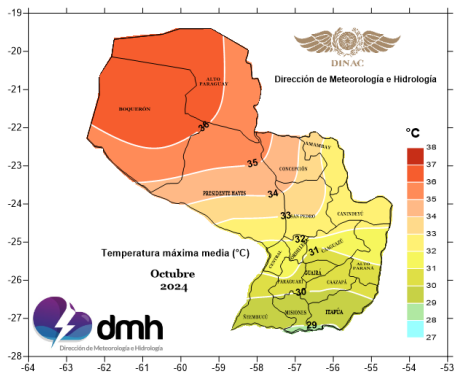 DINAC
Dirección de Meteorología e Hidrología
ALTO
PARAGUAY
BOQUERÓN
36
°C
38
37
36
35
34
33
32
31
30
29
28
27
35
AMAMBAY
CONCEPCIÓN
34
PRESIDENTE HAYES
33
SAN PEDRO
CANINDEYÚ
32
31
CAAGUAZÚ
CENTRAL
ALTO
PARANÁ
GUAIRÁ
PARAGUARÍ
CAAZAPÁ
30
ÑEEMBUCÚ
MISIONES
ITAPÚA
29
Temperatura máxima media (°C)
Octubre
2024
dmh
Dirección de Meteorología e Hidrología
-19
-20
-21
-22
-23
-24
-25
-26
-27
-28
-64
-63
-62
-61
-60
-59
-58
-57
-56
-55
-54
-53